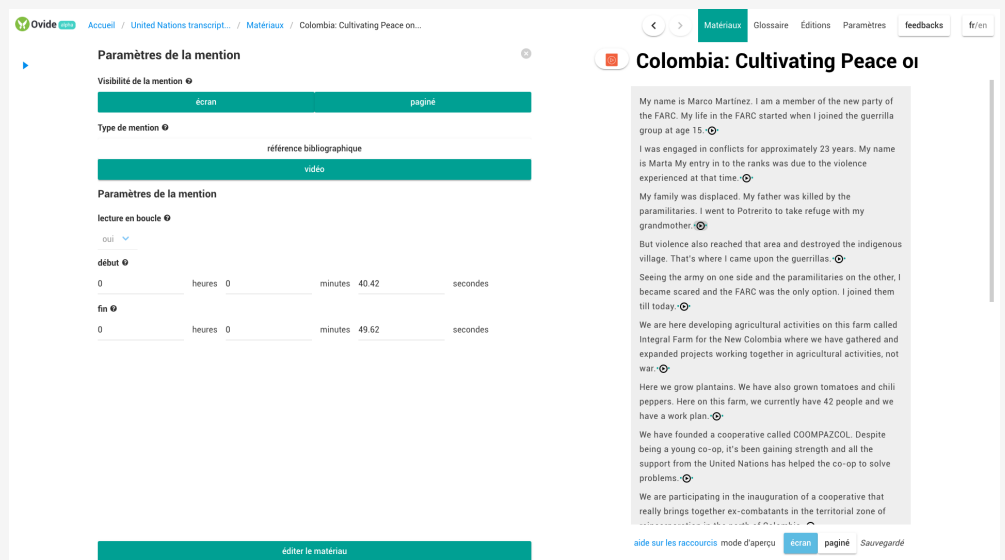 Ovide alpha
Accueil / United Nations transcript... / Matériaux / Colombia: Cultivating Peace on...
Matériaux Glossaire Éditions Paramètres feedbacks fr/en
Paramètres de la mention
Visibilité de la mention
écran paginé
Type de mention
référence bibliographique
vidéo
Paramètres de la mention
lecture en boucle
oui
début
0 heures 0 minutes 40.42 secondes
fin
0 heures 0 minutes 49.62 secondes
éditer le matériau
Colombia: Cultivating Peace on
My name is Marco Martínez. I am a member of the new party of
the FARC. My life in the FARC started when I joined the guerrilla
group at age 15.
I was engaged in conflicts for approximately 23 years. My name
is Marta My entry in to the ranks was due to the violence
experienced at that time.
My family was displaced. My father was killed by the
paramilitaries. I went to Potrerito to take refuge with my
grandmother.
But violence also reached that area and destroyed the indigenous
village. That's where I came upon the guerrillas.
Seeing the army on one side and the paramilitaries on the other, I
became scared and the FARC was the only option. I joined them
till today.
We are here developing agricultural activities on this farm called
Integral Farm for the New Colombia where we have gathered and
expanded projects working together in agricultural activities, not
war.
Here we grow plantains. We have also grown tomatoes and chili
peppers. Here on this farm, we currently have 42 people and we
have a work plan.
We have founded a cooperative called COOMPAZCOL. Despite
being a young co-op, it's been gaining strength and all the
support from the United Nations has helped the co-op to solve
problems.
We are participating in the inauguration of a cooperative that
really brings together ex-combatants in the territorial zone of
aide sur les raccourcis mode d'aperçu écran paginé Sauvegardé